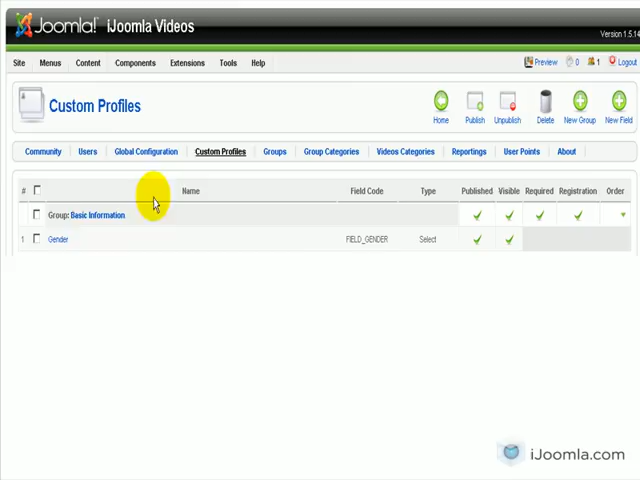 Joomla! iJoomla Videos
Version 1.5.14
Site Menus Content Components Extensions Tools Help Preview 0 1 Logout
Custom Profiles
Home Publish Unpublish Delete New Group New Field
Community Users Global Configuration Custom Profiles Groups Group Categories Videos Categories Reportings User Points About
# Name Field Code Type Published Visible Required Registration Order
Group: Basic Information
1 Gender FIELD_GENDER Select
iJoomla.com